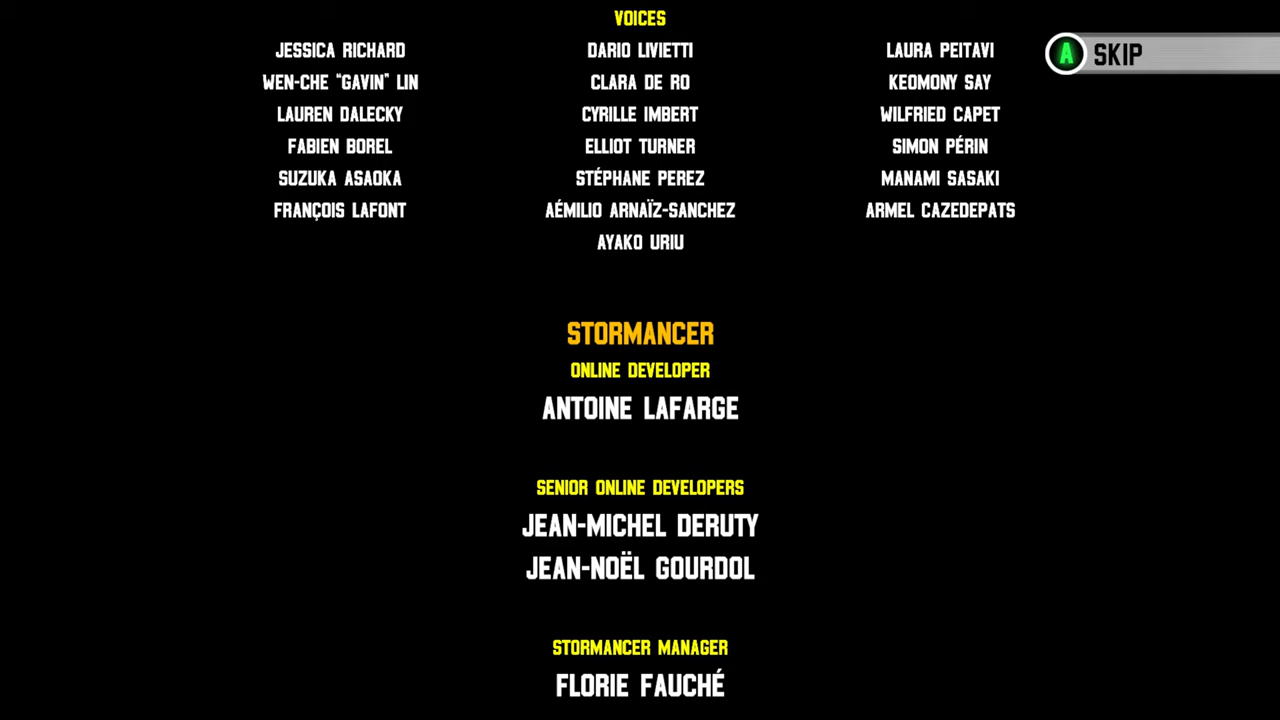 VOICES
JESSICA RICHARD DARIO LIVIETTI LAURA PEITAVI
WEN-CHE "GAVIN" LIN CLARA DE RO KEOMONY SAY
LAUREN DALECKY CYRILLE IMBERT WILFRIED CAPET
FABIEN BOREL ELLIOT TURNER SIMON PÉRIN
SUZUKA ASAOKA STÉPHANE PEREZ MANAMI SASAKI
FRANÇOIS LAFONT AÉMILIO ARNAÏZ-SANCHEZ ARMEL CAZEDEPATS
AYAKO URIU
A SKIP
STORMANCER
ONLINE DEVELOPER
ANTOINE LAFARGE
SENIOR ONLINE DEVELOPERS
JEAN-MICHEL DERUTY
JEAN-NOËL GOURDOL
STORMANCER MANAGER
FLORIE FAUCHÉ